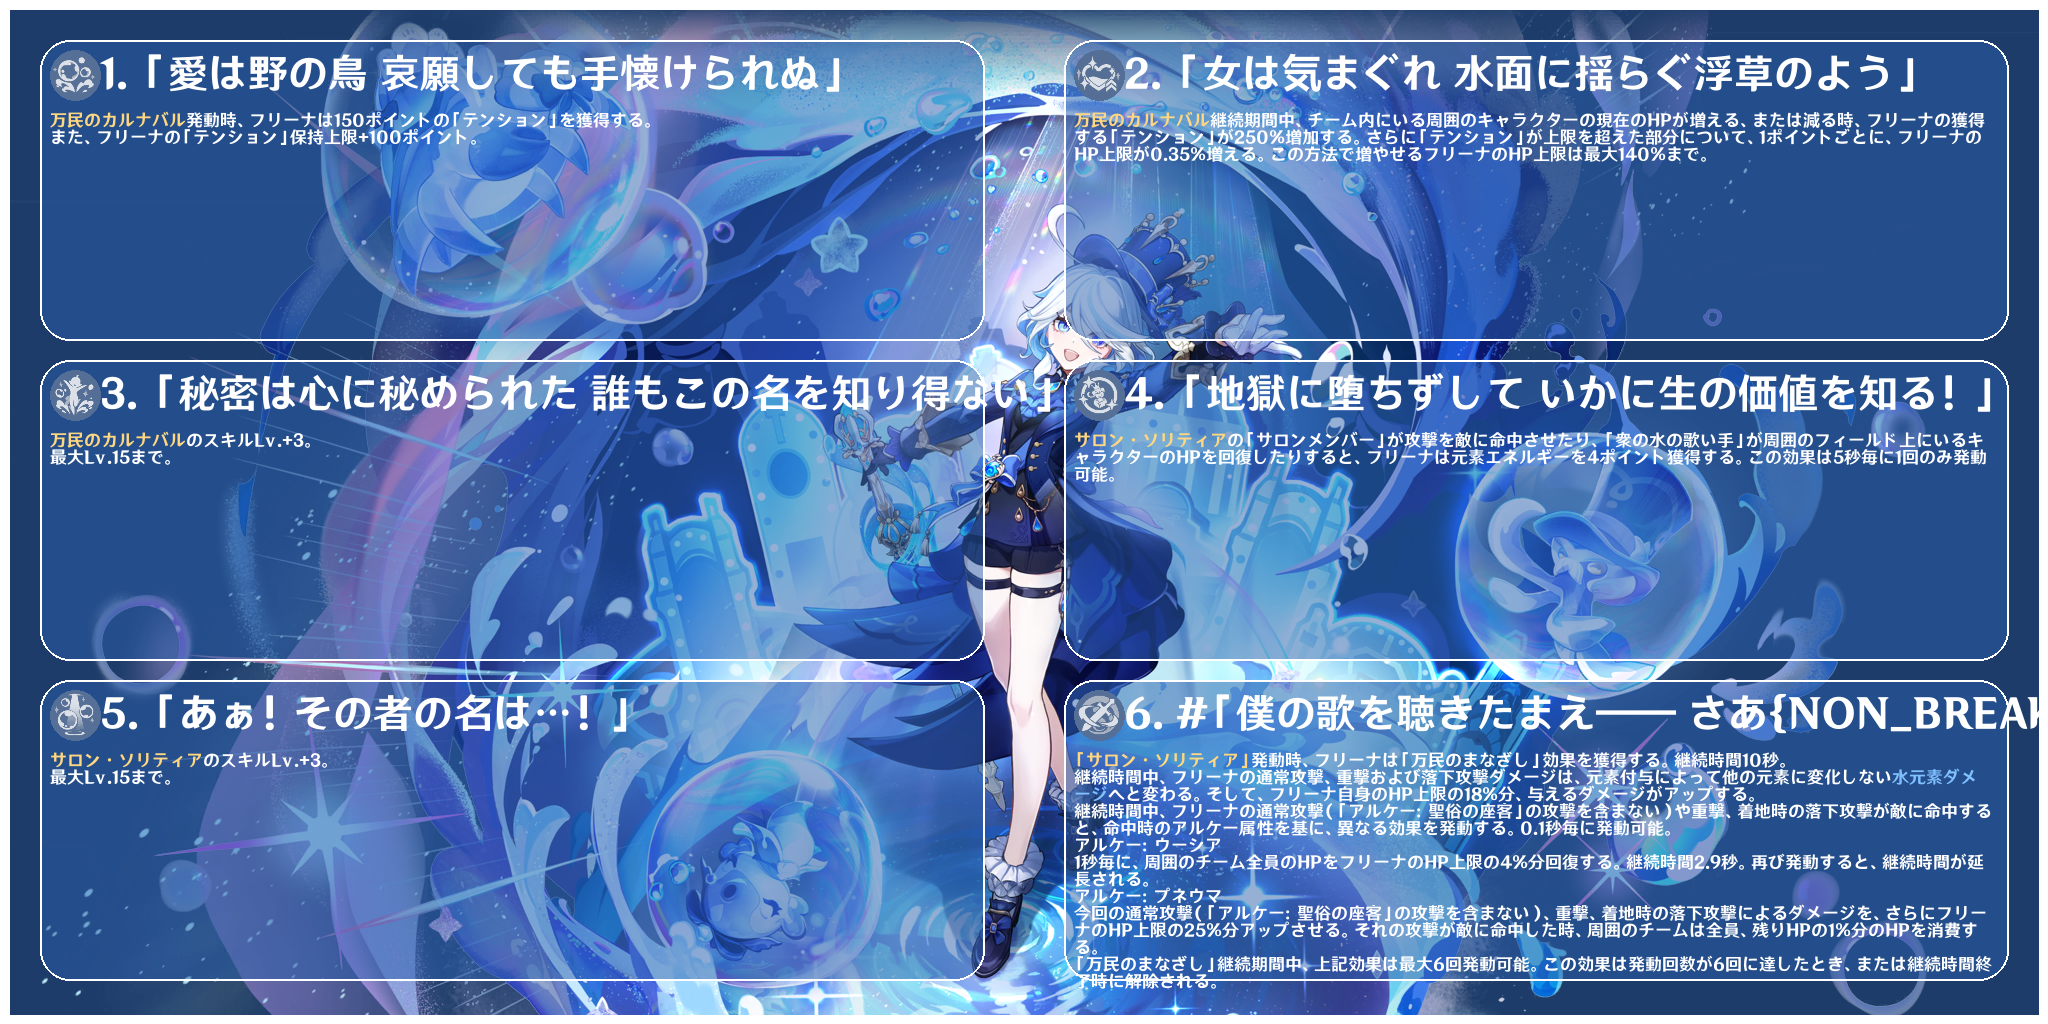 1. 「愛は野の鳥 哀願しても手懐けられぬ」
万民のカルナバル発動時、フリーナは150ポイントの「テンション」を獲得する。
また、フリーナの「テンション」保持上限+100ポイント。
2. 「女は気まぐれ 水面に揺らぐ浮草のよう」
万民のカルナバル継続期間中、チーム内にいる周囲のキャラクターの現在のHPが増える、または減る時、フリーナの獲得
する「テンション」が250%増加する。さらに「テンション」が上限を超えた部分について、1ポイントごとに、フリーナの
HP上限が0.35%増える。この方法で増やせるフリーナのHP上限は最大140%まで。
3. 「秘密は心に秘められた 誰もこの名を知り得ない」
万民のカルナバルのスキルLv.+3。
最大Lv.15まで。
4. 「地獄に堕ちずして いかに生の価値を知る！」
サロン・ソリティアの「サロンメンバー」が攻撃を敵に命中させたり、「衆の水の歌い手」が周囲のフィールド上にいるキ
ャラクターのHPを回復したりすると、フリーナは元素エネルギーを4ポイント獲得する。この効果は5秒毎に1回のみ発動
可能。
5. 「あぁ！その者の名は…！」
サロン・ソリティアのスキルLv.+3。
最大Lv.15まで。
6. #「僕の歌を聴きたまえ―― さあ{NON_BREAK
「サロン・ソリティア」発動時、フリーナは「万民のまなざし」効果を獲得する。継続時間10秒。
継続時間中、フリーナの通常攻撃、重撃および落下攻撃ダメージは、元素付与によって他の元素に変化しない水元素ダメ
ージへと変わる。そして、フリーナ自身のHP上限の18%分、与えるダメージがアップする。
継続時間中、フリーナの通常攻撃(「アルケー: 聖俗の座客」の攻撃を含まない)や重撃、着地時の落下攻撃が敵に命中する
と、命中時のアルケー属性を基に、異なる効果を発動する。0.1秒毎に発動可能。
アルケー: ウーシア
1秒毎に、周囲のチーム全員のHPをフリーナのHP上限の4%分回復する。継続時間2.9秒。再び発動すると、継続時間が延
長される。
アルケー: プネウマ
今回の通常攻撃(「アルケー: 聖俗の座客」の攻撃を含まない)、重撃、着地時の落下攻撃によるダメージを、さらにフリー
ナのHP上限の25%分アップさせる。それの攻撃が敵に命中した時、周囲のチームは全員、残りHPの1%分のHPを消費す
る。
「万民のまなざし」継続期間中、上記効果は最大6回発動可能。この効果は発動回数が6回に達したとき、または継続時間終
了時に解除される。